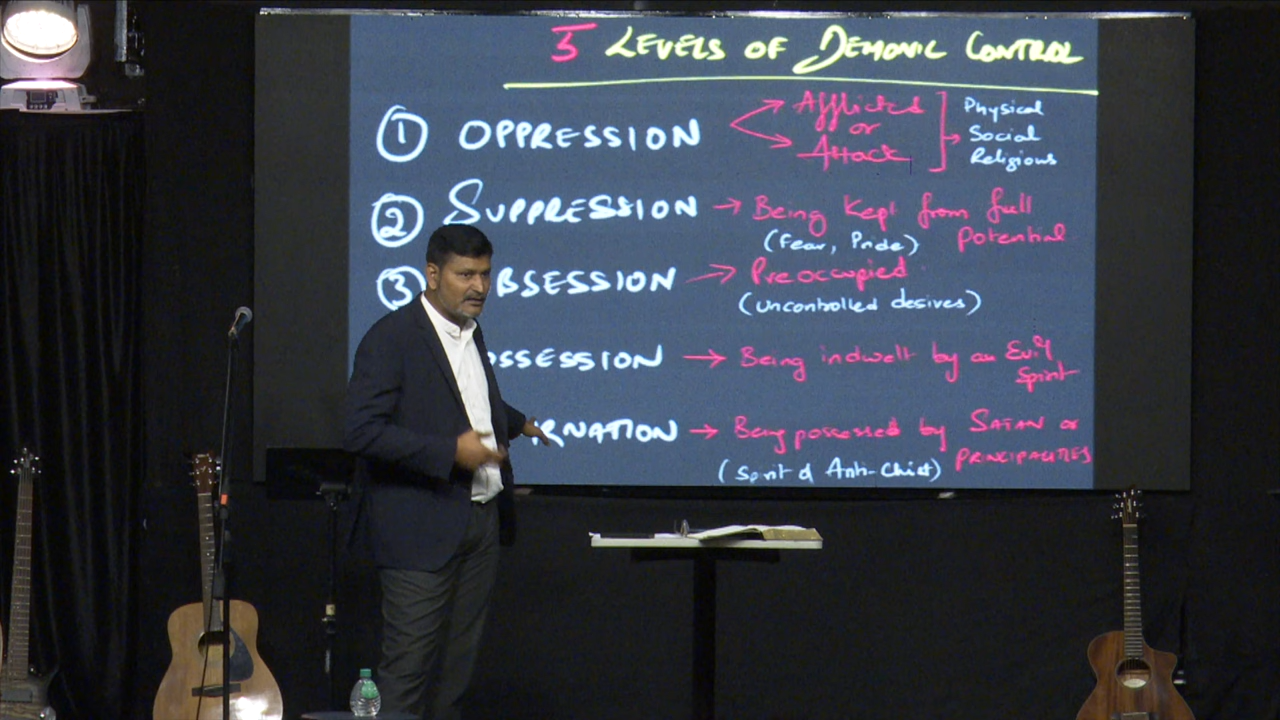 5 LEVELS OF DEMONIC CONTROL
① OPPRESSION → Afflicted
or
→ Attack
Physical
→ Social
Religious
② SUPPRESSION → Being Kept from full
potential
(Fear, Pride)
③ BSESSION → Preoccupied
(uncontrolled desires)
OSSESSION → Being indwelt by an Evil
Spirit
RNATION → Being possessed by SATAN or
PRINCIPALITIES
(Spirit of Anti-Christ)